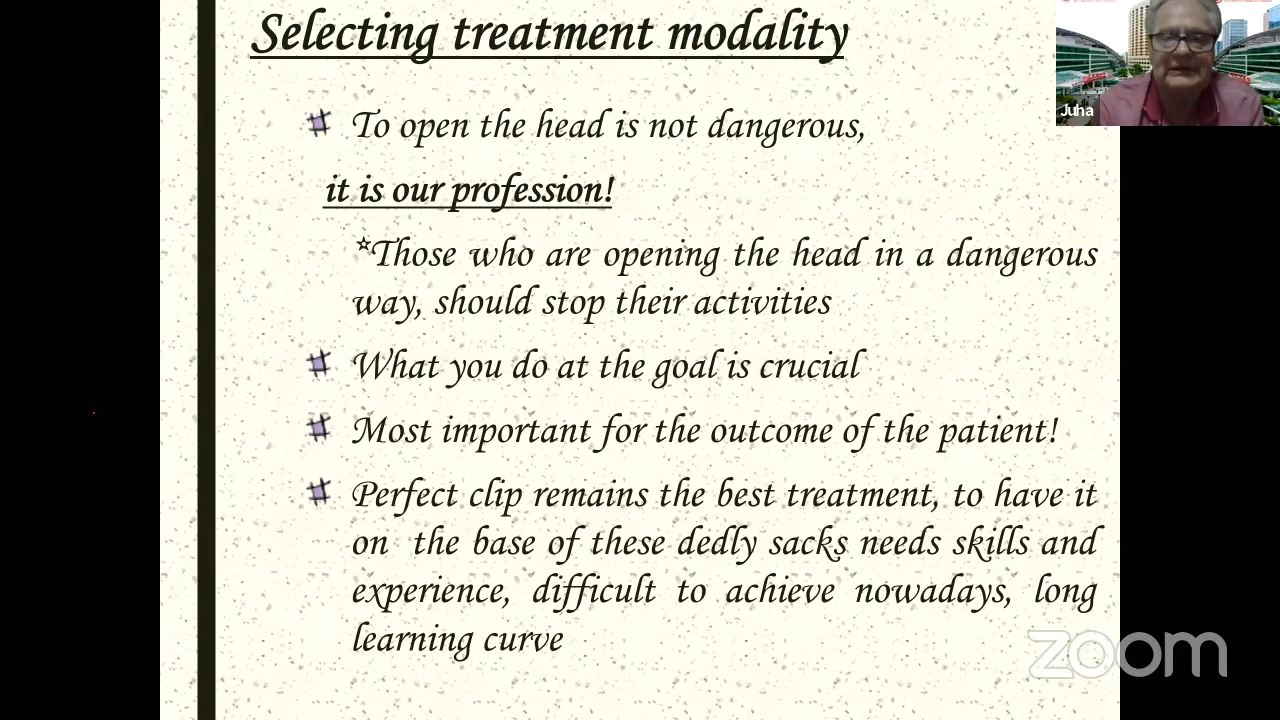 Selecting treatment modality
Juha
To open the head is not dangerous,
it is our profession!
*Those who are opening the head in a dangerous
way, should stop their activities
What you do at the goal is crucial
Most important for the outcome of the patient!
Perfect clip remains the best treatment, to have it
on the base of these dedly sacks needs skills and
experience, difficult to achieve nowadays, long
learning curve
zoom